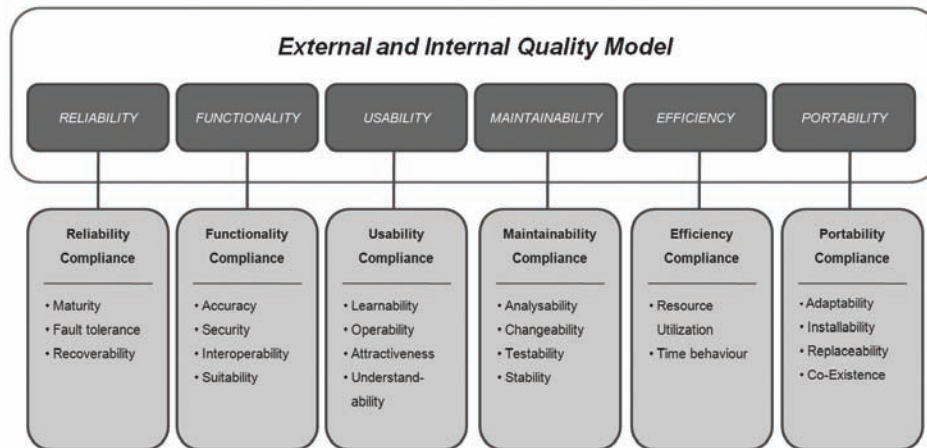 External and Internal Quality Model
RELIABILITY
FUNCTIONALITY
USABILITY
MAINTAINABILITY
EFFICIENCY
PORTABILITY
Reliability
Compliance
• Maturity
• Fault tolerance
• Recoverability
Functionality
Compliance
• Accuracy
• Security
• Interoperability
• Suitability
Usability
Compliance
• Learnability
• Operability
• Attractiveness
• Understand-
ability
Maintainability
Compliance
• Analysability
• Changeability
• Testability
• Stability
Efficiency
Compliance
• Resource
Utilization
• Time behaviour
Portability
Compliance
• Adaptability
• Installability
• Replaceability
• Co-Existence